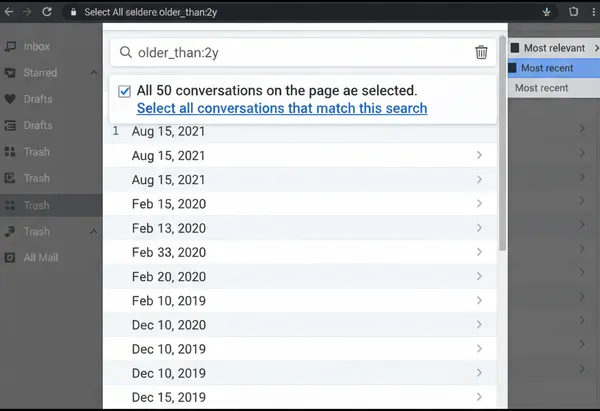 Select All seldere older_than:2y
Inbox
Starred
Drafts
Drafts
Trash
Trash
Trash
Trash
All Mail
older_than:2y
All 50 conversations on the page ae selected.
Select all conversations that match this search
1 Aug 15, 2021
Aug 15, 2021
Aug 15, 2021
Feb 15, 2020
Feb 13, 2020
Feb 33, 2020
Feb 20, 2020
Feb 10, 2019
Dec 10, 2020
Dec 10, 2019
Dec 10, 2019
Dec 15, 2019
Most relevant
Most recent
Most recent